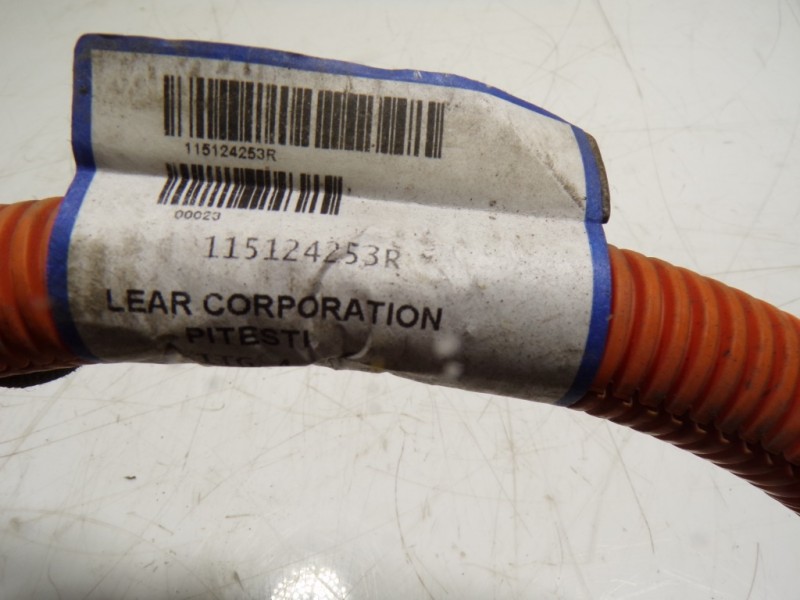 115124253R
00023
115124253R
LEAR CORPORATION
PITESTI